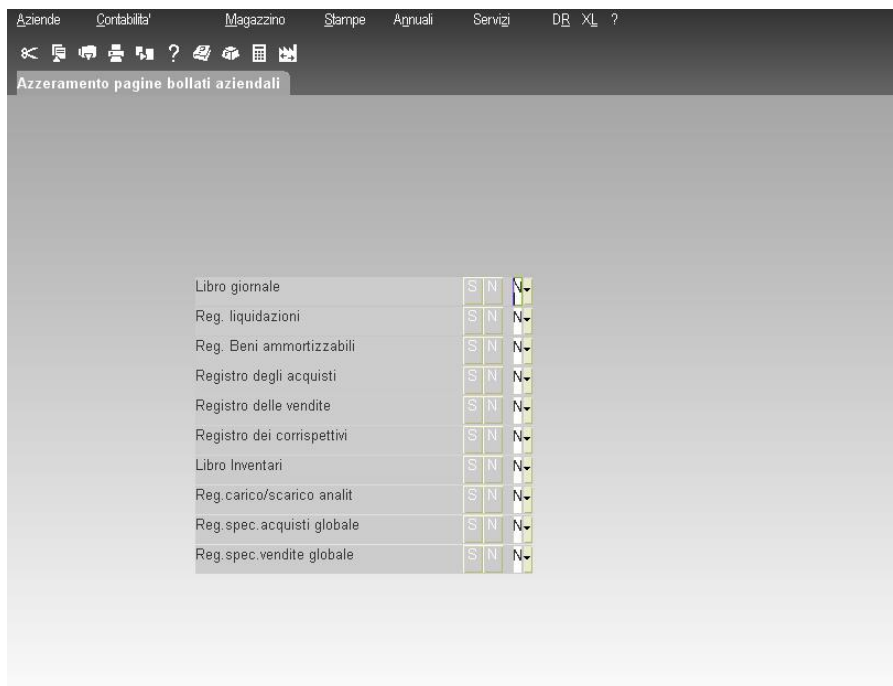 Aziende Contabilita' Magazzino Stampe Annuali Servizi DR XL ?
?
Azzeramento pagine bollati aziendali
Libro giornale S N N
Reg. liquidazioni S N N
Reg. Beni ammortizzabili S N N
Registro degli acquisti S N N
Registro delle vendite S N N
Registro dei corrispettivi S N N
Libro Inventari S N N
Reg.carico/scarico analit S N N
Reg.spec.acquisti globale S N N
Reg.spec.vendite globale S N N